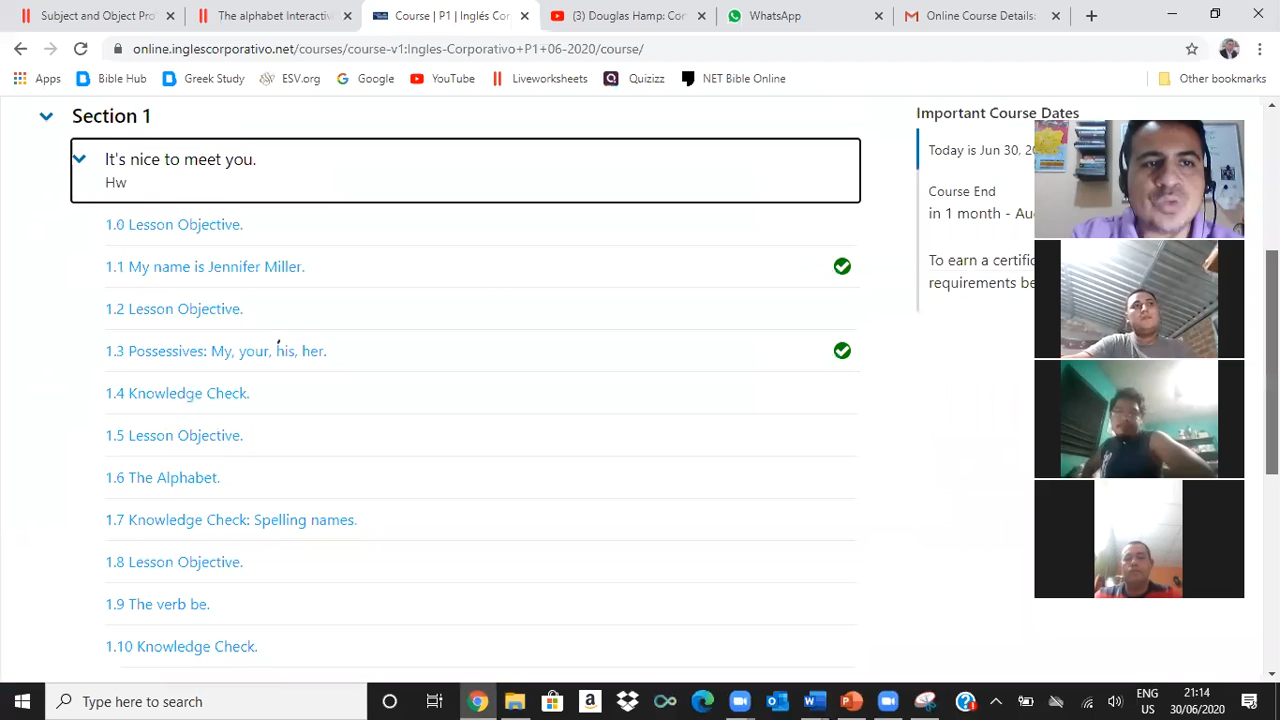 Subject and Object Pro
The alphabet Interactiv
Course | P1 | Inglés Cor
(3) Douglas Hamp: Cor
WhatsApp
Online Course Details:
online.inglescorporativo.net/courses/course-v1:Ingles-Corporativo+P1+06-2020/course/
Apps
Bible Hub
Greek Study
ESV.org
Google
YouTube
Liveworksheets
Quizizz
NET Bible Online
Other bookmarks
Section 1
It's nice to meet you.
Hw
1.0 Lesson Objective.
1.1 My name is Jennifer Miller.
1.2 Lesson Objective.
1.3 Possessives: My, your, his, her.
1.4 Knowledge Check.
1.5 Lesson Objective.
1.6 The Alphabet.
1.7 Knowledge Check: Spelling names.
1.8 Lesson Objective.
1.9 The verb be.
1.10 Knowledge Check.
Important Course Dates
Today is Jun 30, 20
Course End
in 1 month - Au
To earn a certific
requirements be
Type here to search
ENG
US
21:14
30/06/2020